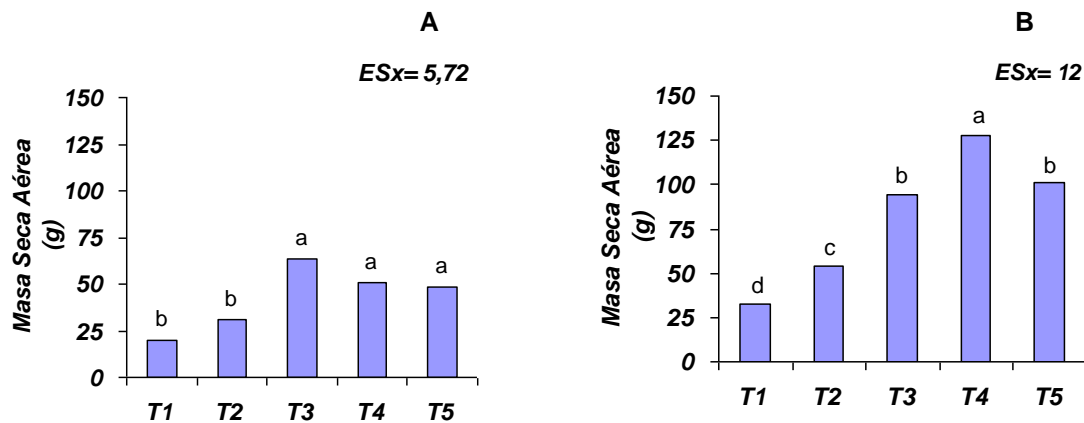 A
ESx= 5,72
Masa Seca Aérea
(g)
150
125
100
75
50
25
0
b
b
a
a
a
T1 T2 T3 T4 T5
B
ESx= 12
Masa Seca Aérea
(g)
150
125
100
75
50
25
0
d
c
b
a
b
T1 T2 T3 T4 T5